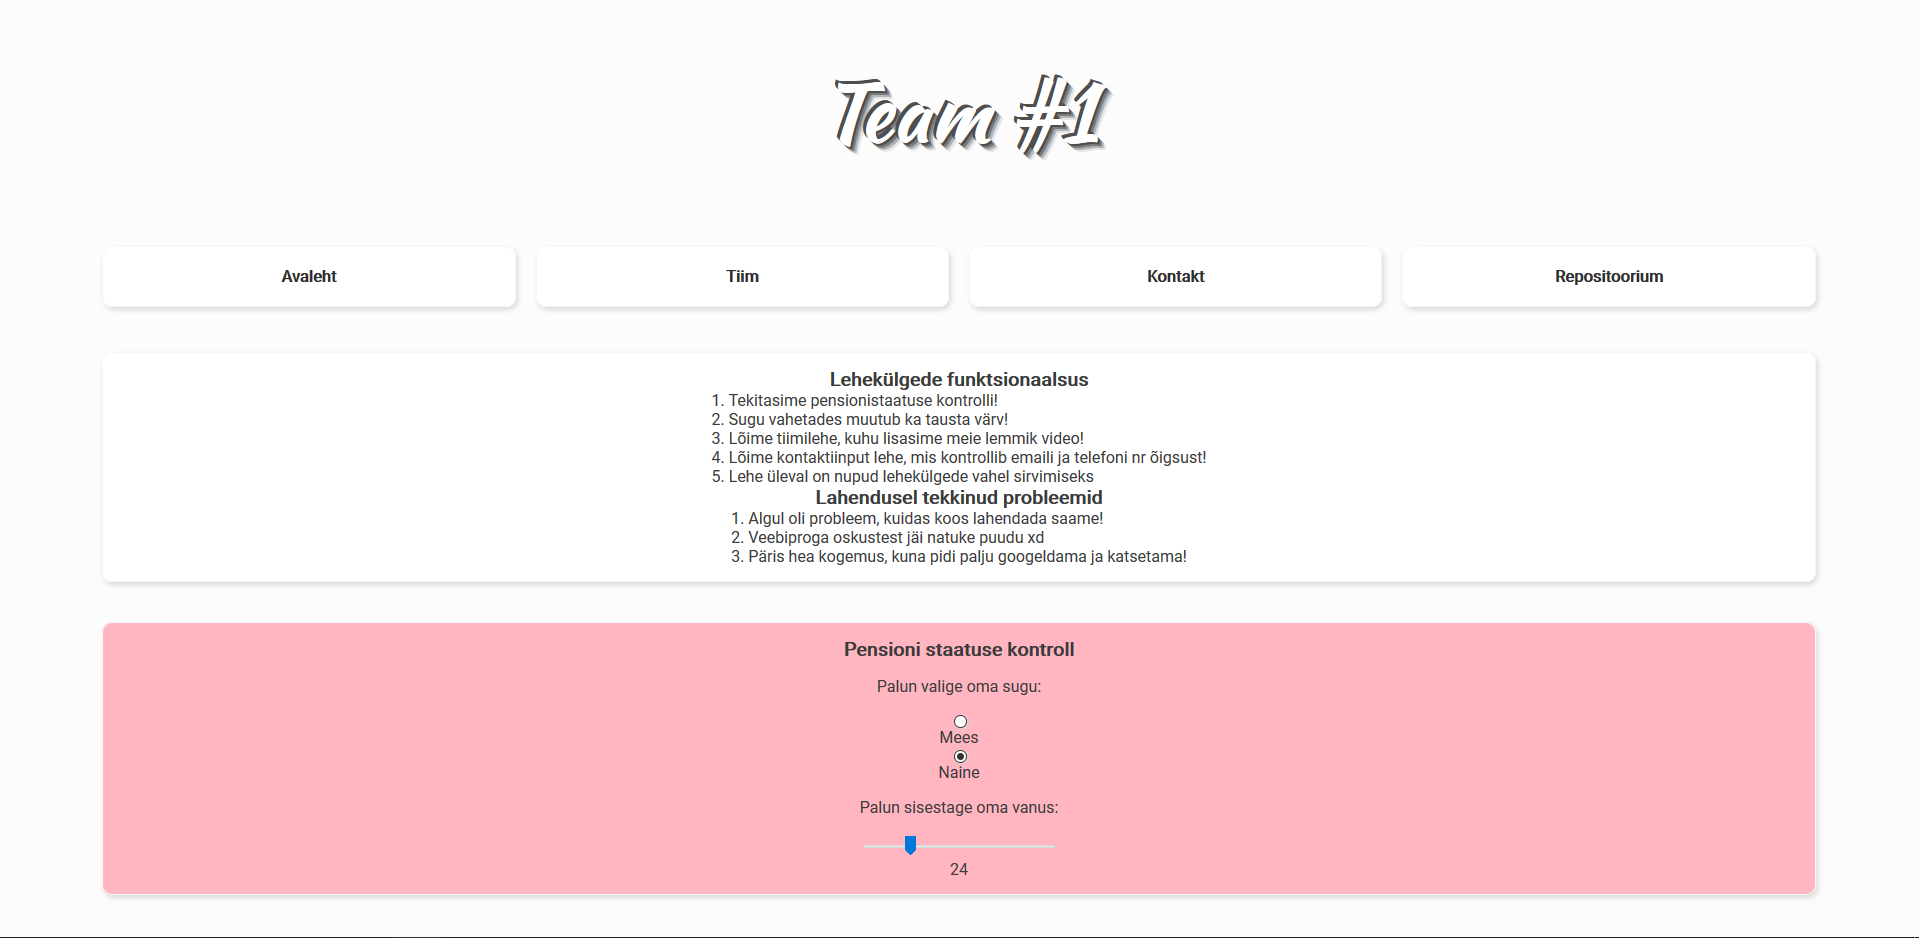 Team #1
Avaleht
Tiim
Kontakt
Repositoorium
Lehekülgede funktsionaalsus
1. Tekitasime pensionistaatuse kontrolli!
2. Sugu vahetades muutub ka tausta värv!
3. Lõime tiimilehe, kuhu lisasime meie lemmik video!
4. Lõime kontaktiinput lehe, mis kontrollib emaili ja telefoni nr õigsust!
5. Lehe üleval on nupud lehekülgede vahel sirvimiseks
Lahendusel tekkinud probleemid
1. Algul oli probleem, kuidas koos lahendada saame!
2. Veebiproga oskustest jäi natuke puudu xd
3. Päris hea kogemus, kuna pidi palju googeldama ja katsetama!
Pensioni staatuse kontroll
Palun valige oma sugu:
Mees
Naine
Palun sisestage oma vanus:
24